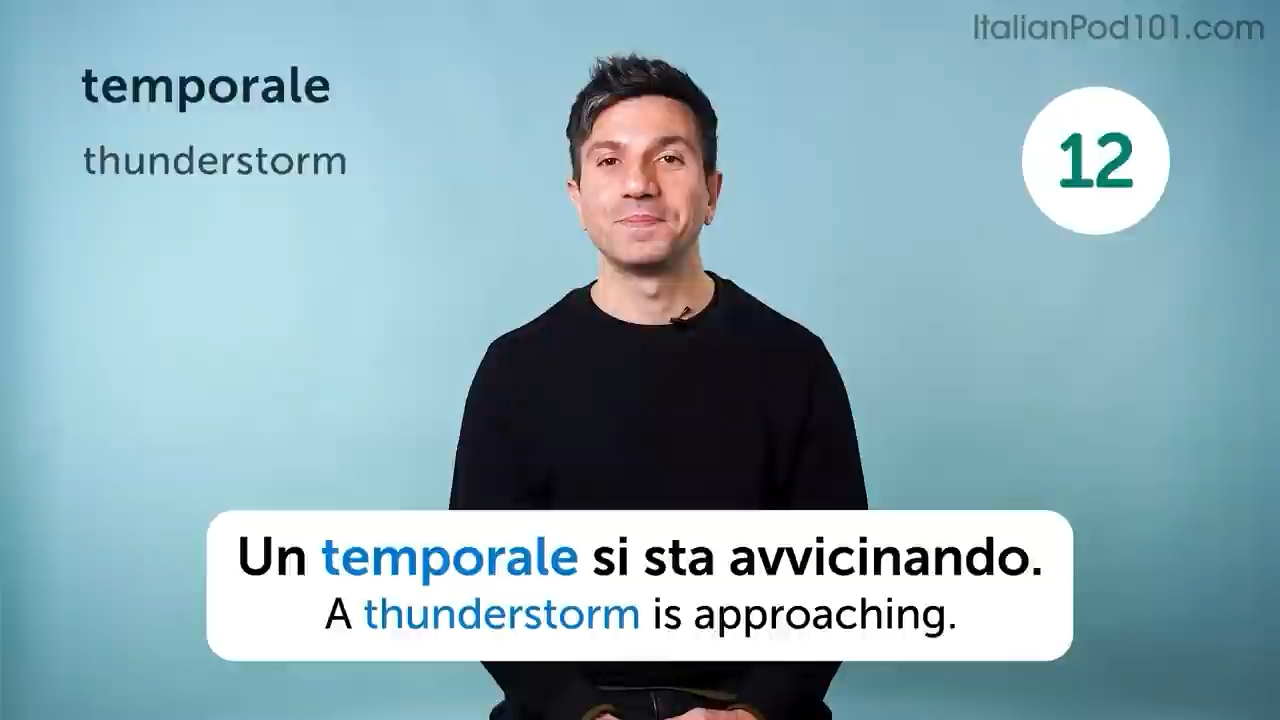 ItalianPod101.com
temporale
thunderstorm
12
Un temporale si sta avvicinando.
A thunderstorm is approaching.